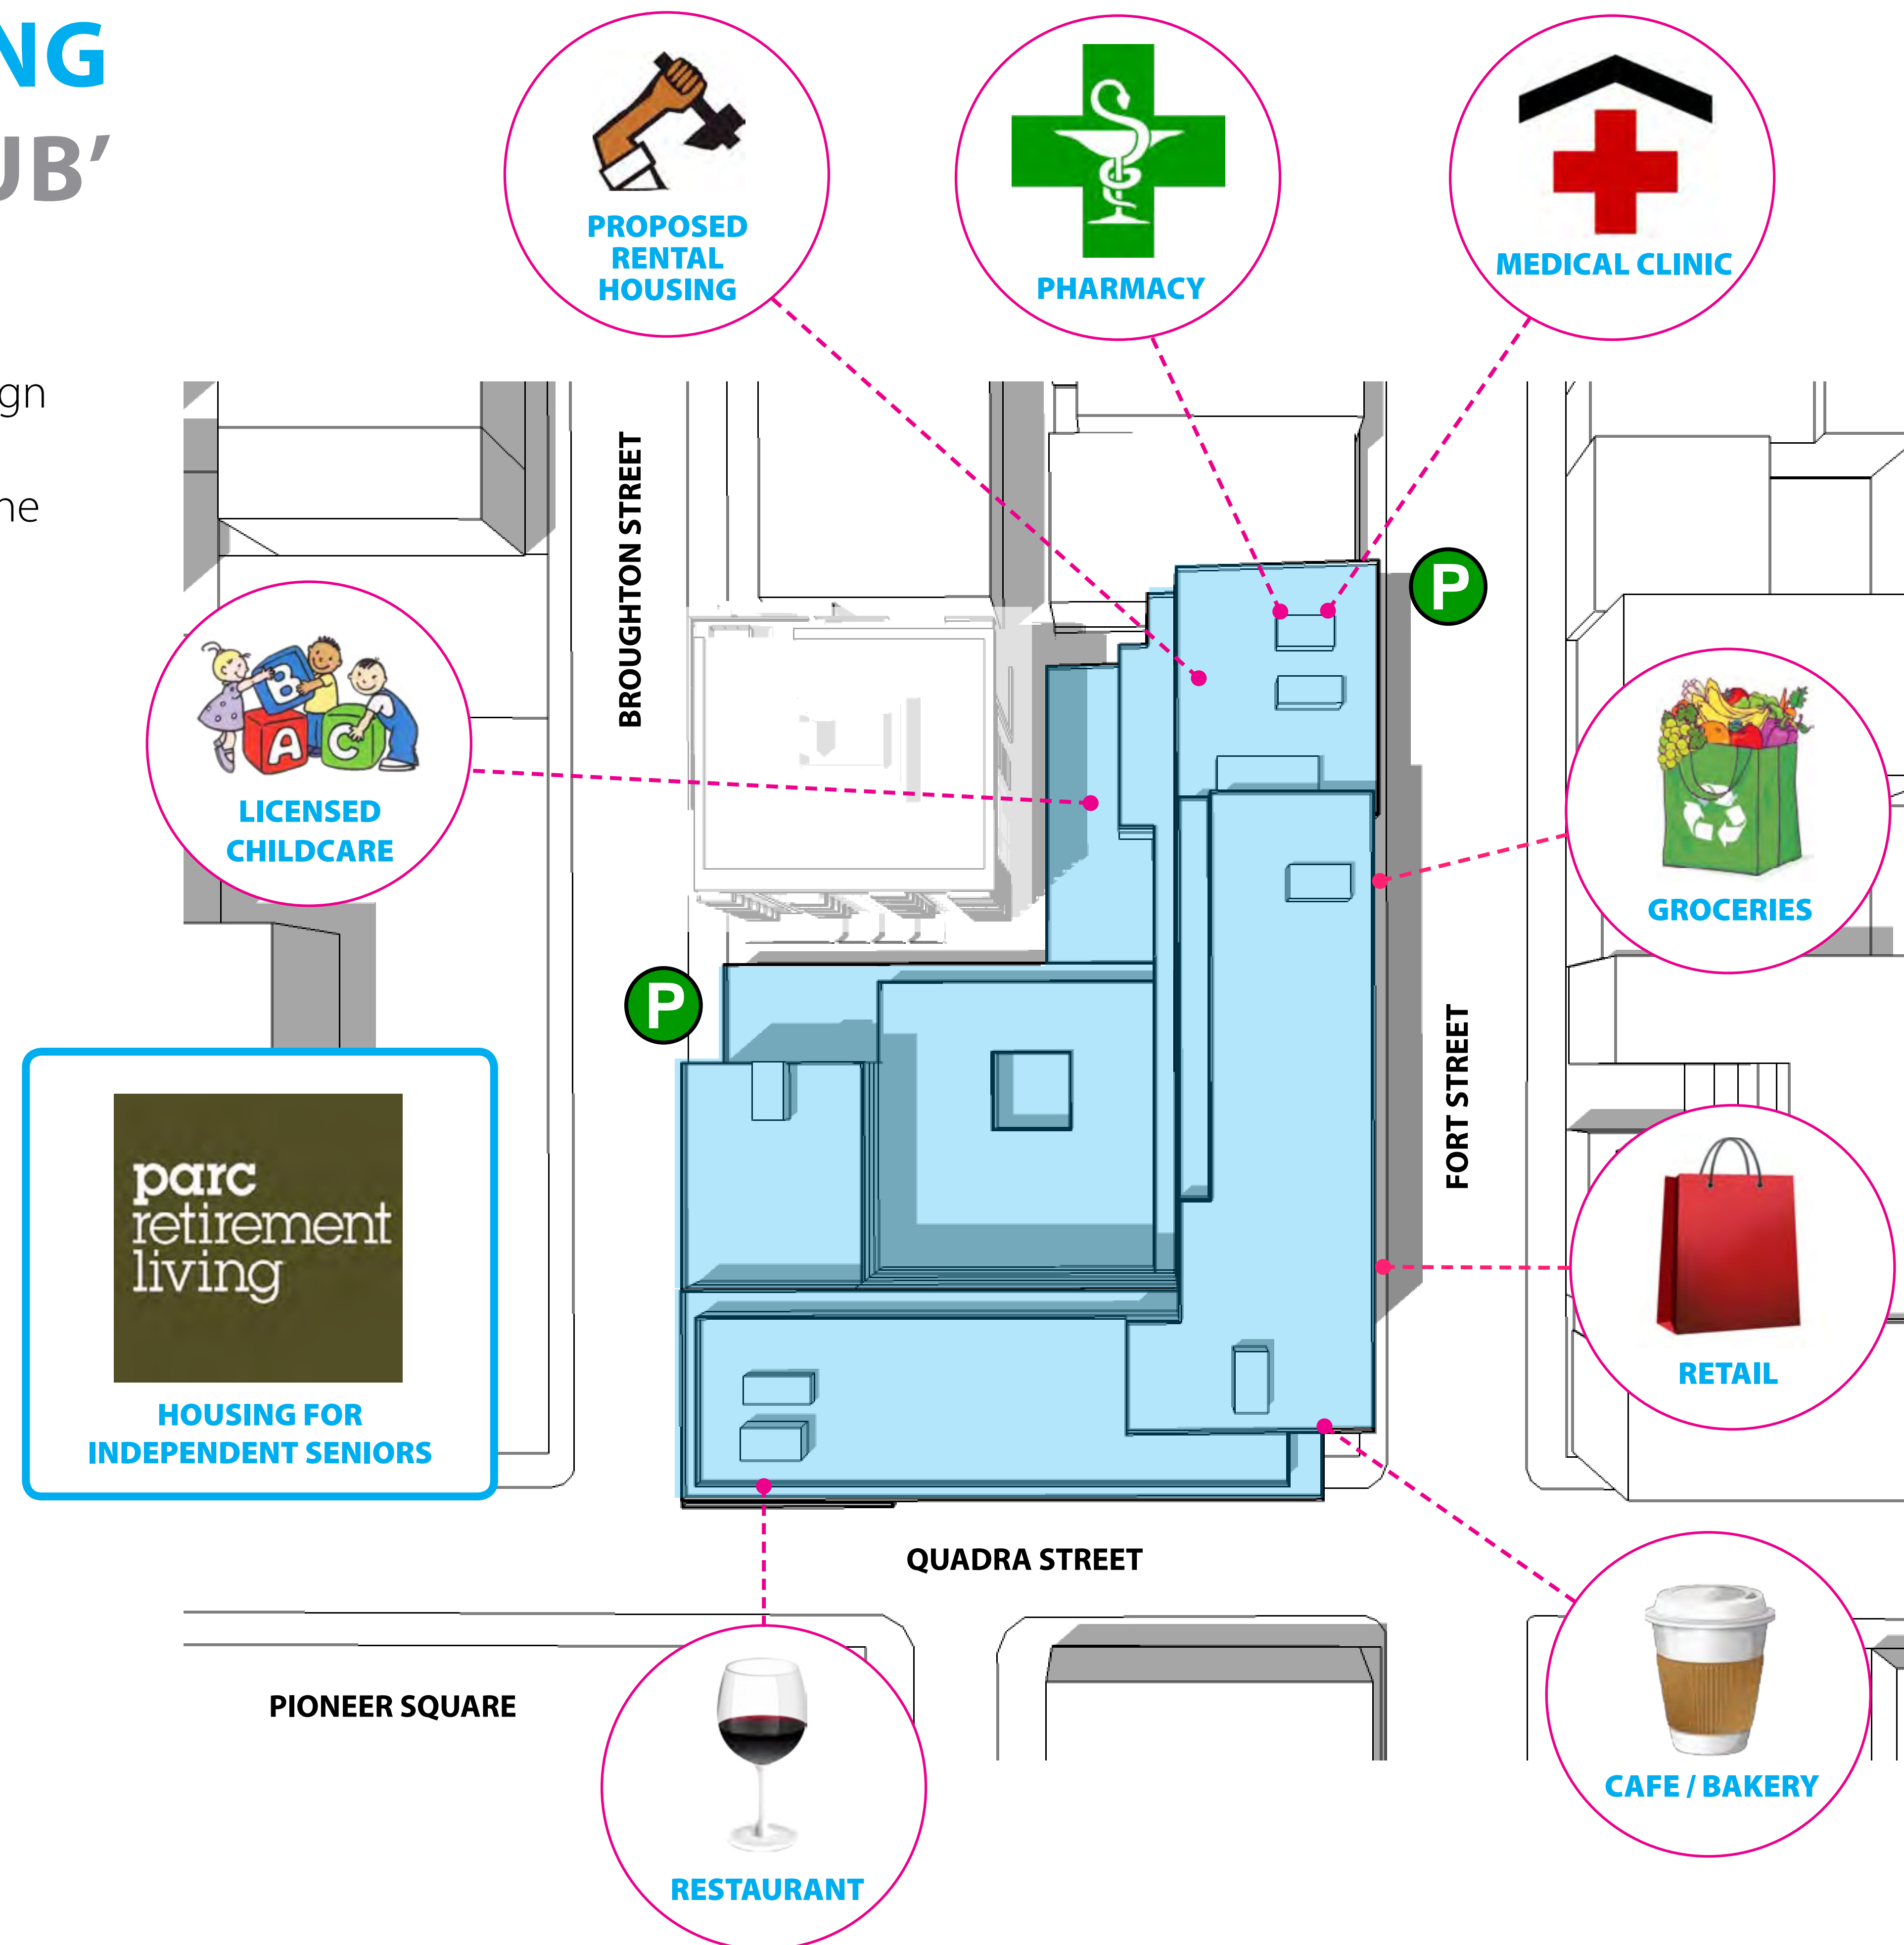 NG
UB’
gn
ne
PROPOSED
RENTAL
HOUSING
PHARMACY
MEDICAL CLINIC
BROUGHTON STREET
P
B
A C
LICENSED
CHILDCARE
GROCERIES
P
FORT STREET
parc
retirement
living
HOUSING FOR
INDEPENDENT SENIORS
RETAIL
QUADRA STREET
PIONEER SQUARE
CAFE / BAKERY
RESTAURANT